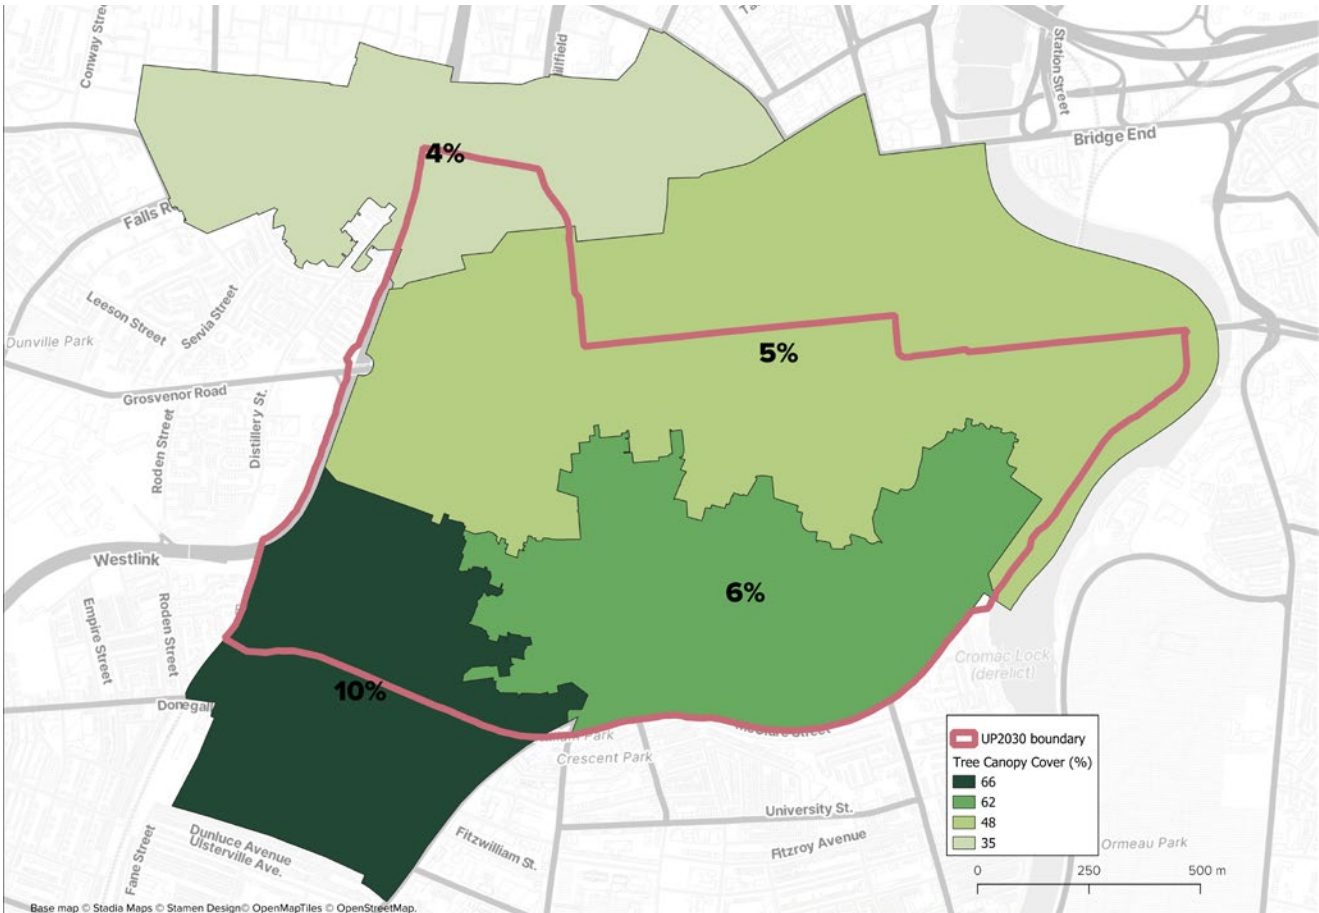 Conway Street
Station Street
Bridge End
4%
Falls R
Leeson Street
Servia Street
Dunville Park
5%
Grosvenor Road
Roden Street
Distillery St.
Westlink
Empire Street
Roden Street
6%
Cromac Lock
(derelict)
10%
Donegall
Crescent Park
University St.
Fitzroy Avenue
Fitzwilliam St.
Dunluce Avenue
Ulsterville Ave.
Fane Street
Ormeau Park
UP2030 boundary
Tree Canopy Cover (%)
66
62
48
35
0 250 500 m
Base map © Stadia Maps © Stamen Design© OpenMapTiles © OpenStreetMap.